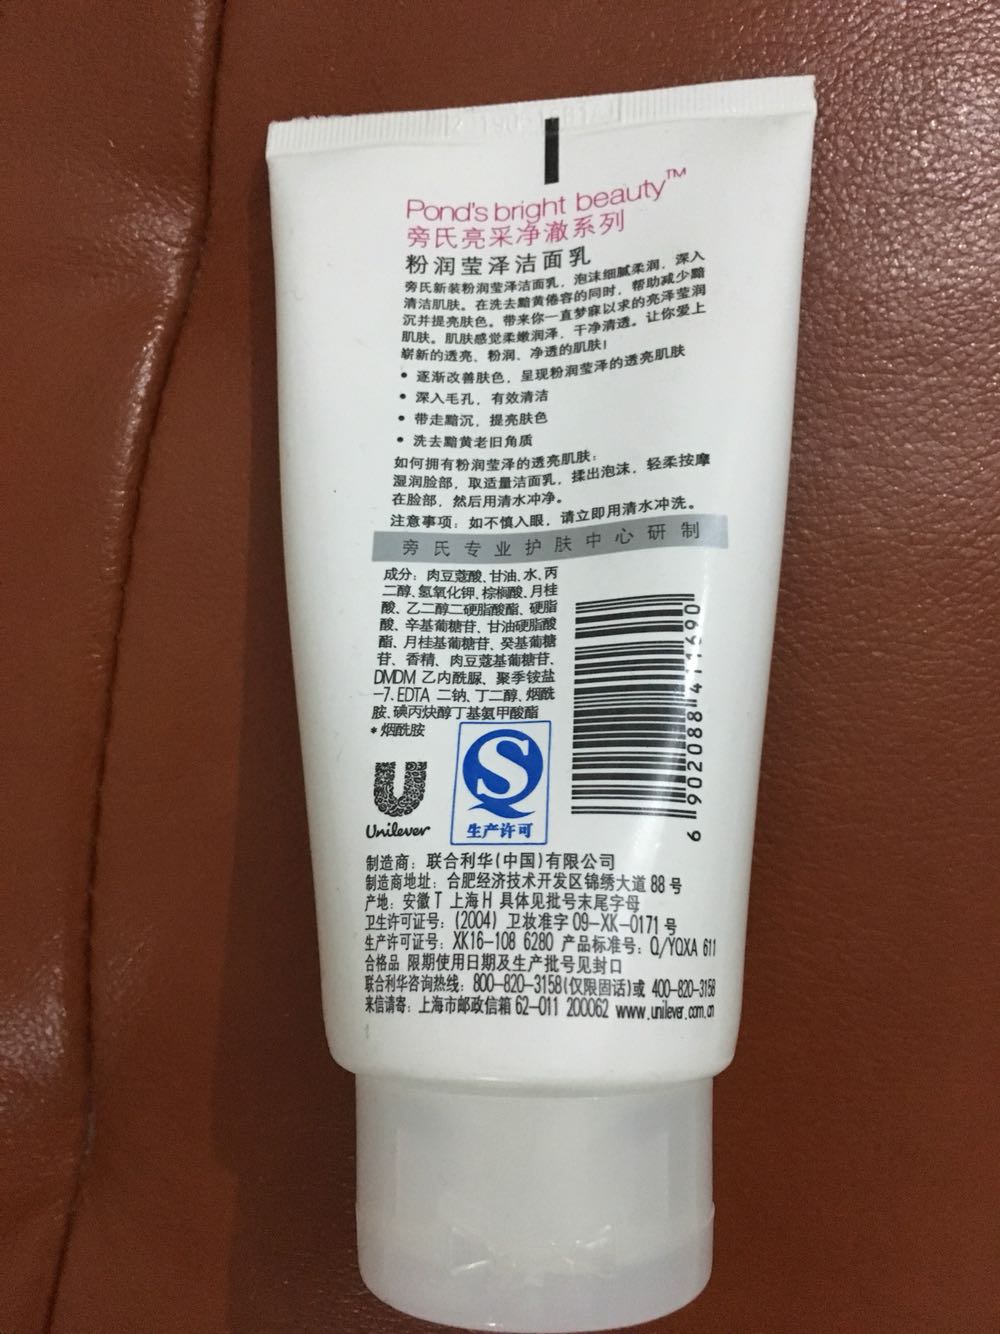 Pond's bright beauty™
旁氏亮采净澈系列
粉润莹泽洁面乳
旁氏新装粉润莹泽洁面乳，泡沫细腻柔润，深入
清洁肌肤。在洗去黯黄倦容的同时，帮助减少黯
沉并提亮肤色。带来你一直梦寐以求的亮泽莹润
肌肤。肌肤感觉柔嫩润泽，干净清透。让你爱上
崭新的透亮、粉润、净透的肌肤！
• 逐渐改善肤色，呈现粉润莹泽的透亮肌肤
• 深入毛孔，有效清洁
• 带走黯沉，提亮肤色
• 洗去黯黄老旧角质
如何拥有粉润莹泽的透亮肌肤：
湿润脸部，取适量洁面乳，揉出泡沫，轻柔按摩
在脸部，然后用清水冲净。
注意事项：如不慎入眼，请立即用清水冲洗。
旁氏专业护肤中心研制
成分：肉豆蔻酸、甘油、水、丙
二醇、氢氧化钾、棕榈酸、月桂
酸、乙二醇二硬脂酸酯、硬脂
酸、辛基葡糖苷、甘油硬脂酸
酯、月桂基葡糖苷、癸基葡糖
苷、香精、肉豆蔻基葡糖苷、
DMDM 乙内酰脲、聚季铵盐
-7、EDTA 二钠、丁二醇、烟酰
胺、碘丙炔醇丁基氨甲酸酯
*烟酰胺
6 902088 411690
Unilever
生产许可
制造商：联合利华(中国)有限公司
制造商地址：合肥经济技术开发区锦绣大道 88 号
产地：安徽 T 上海 H 具体见批号末尾字母
卫生许可证号：(2004) 卫妆准字 09-XK-0171 号
生产许可证号：XK16-108 6280 产品标准号：Q/YQXA 611
合格品 限期使用日期及生产批号见封口
联合利华咨询热线：800-820-3158(仅限固话)或 400-820-3158
来信请寄：上海市邮政信箱 62-011 200062 www.unilever.com.cn